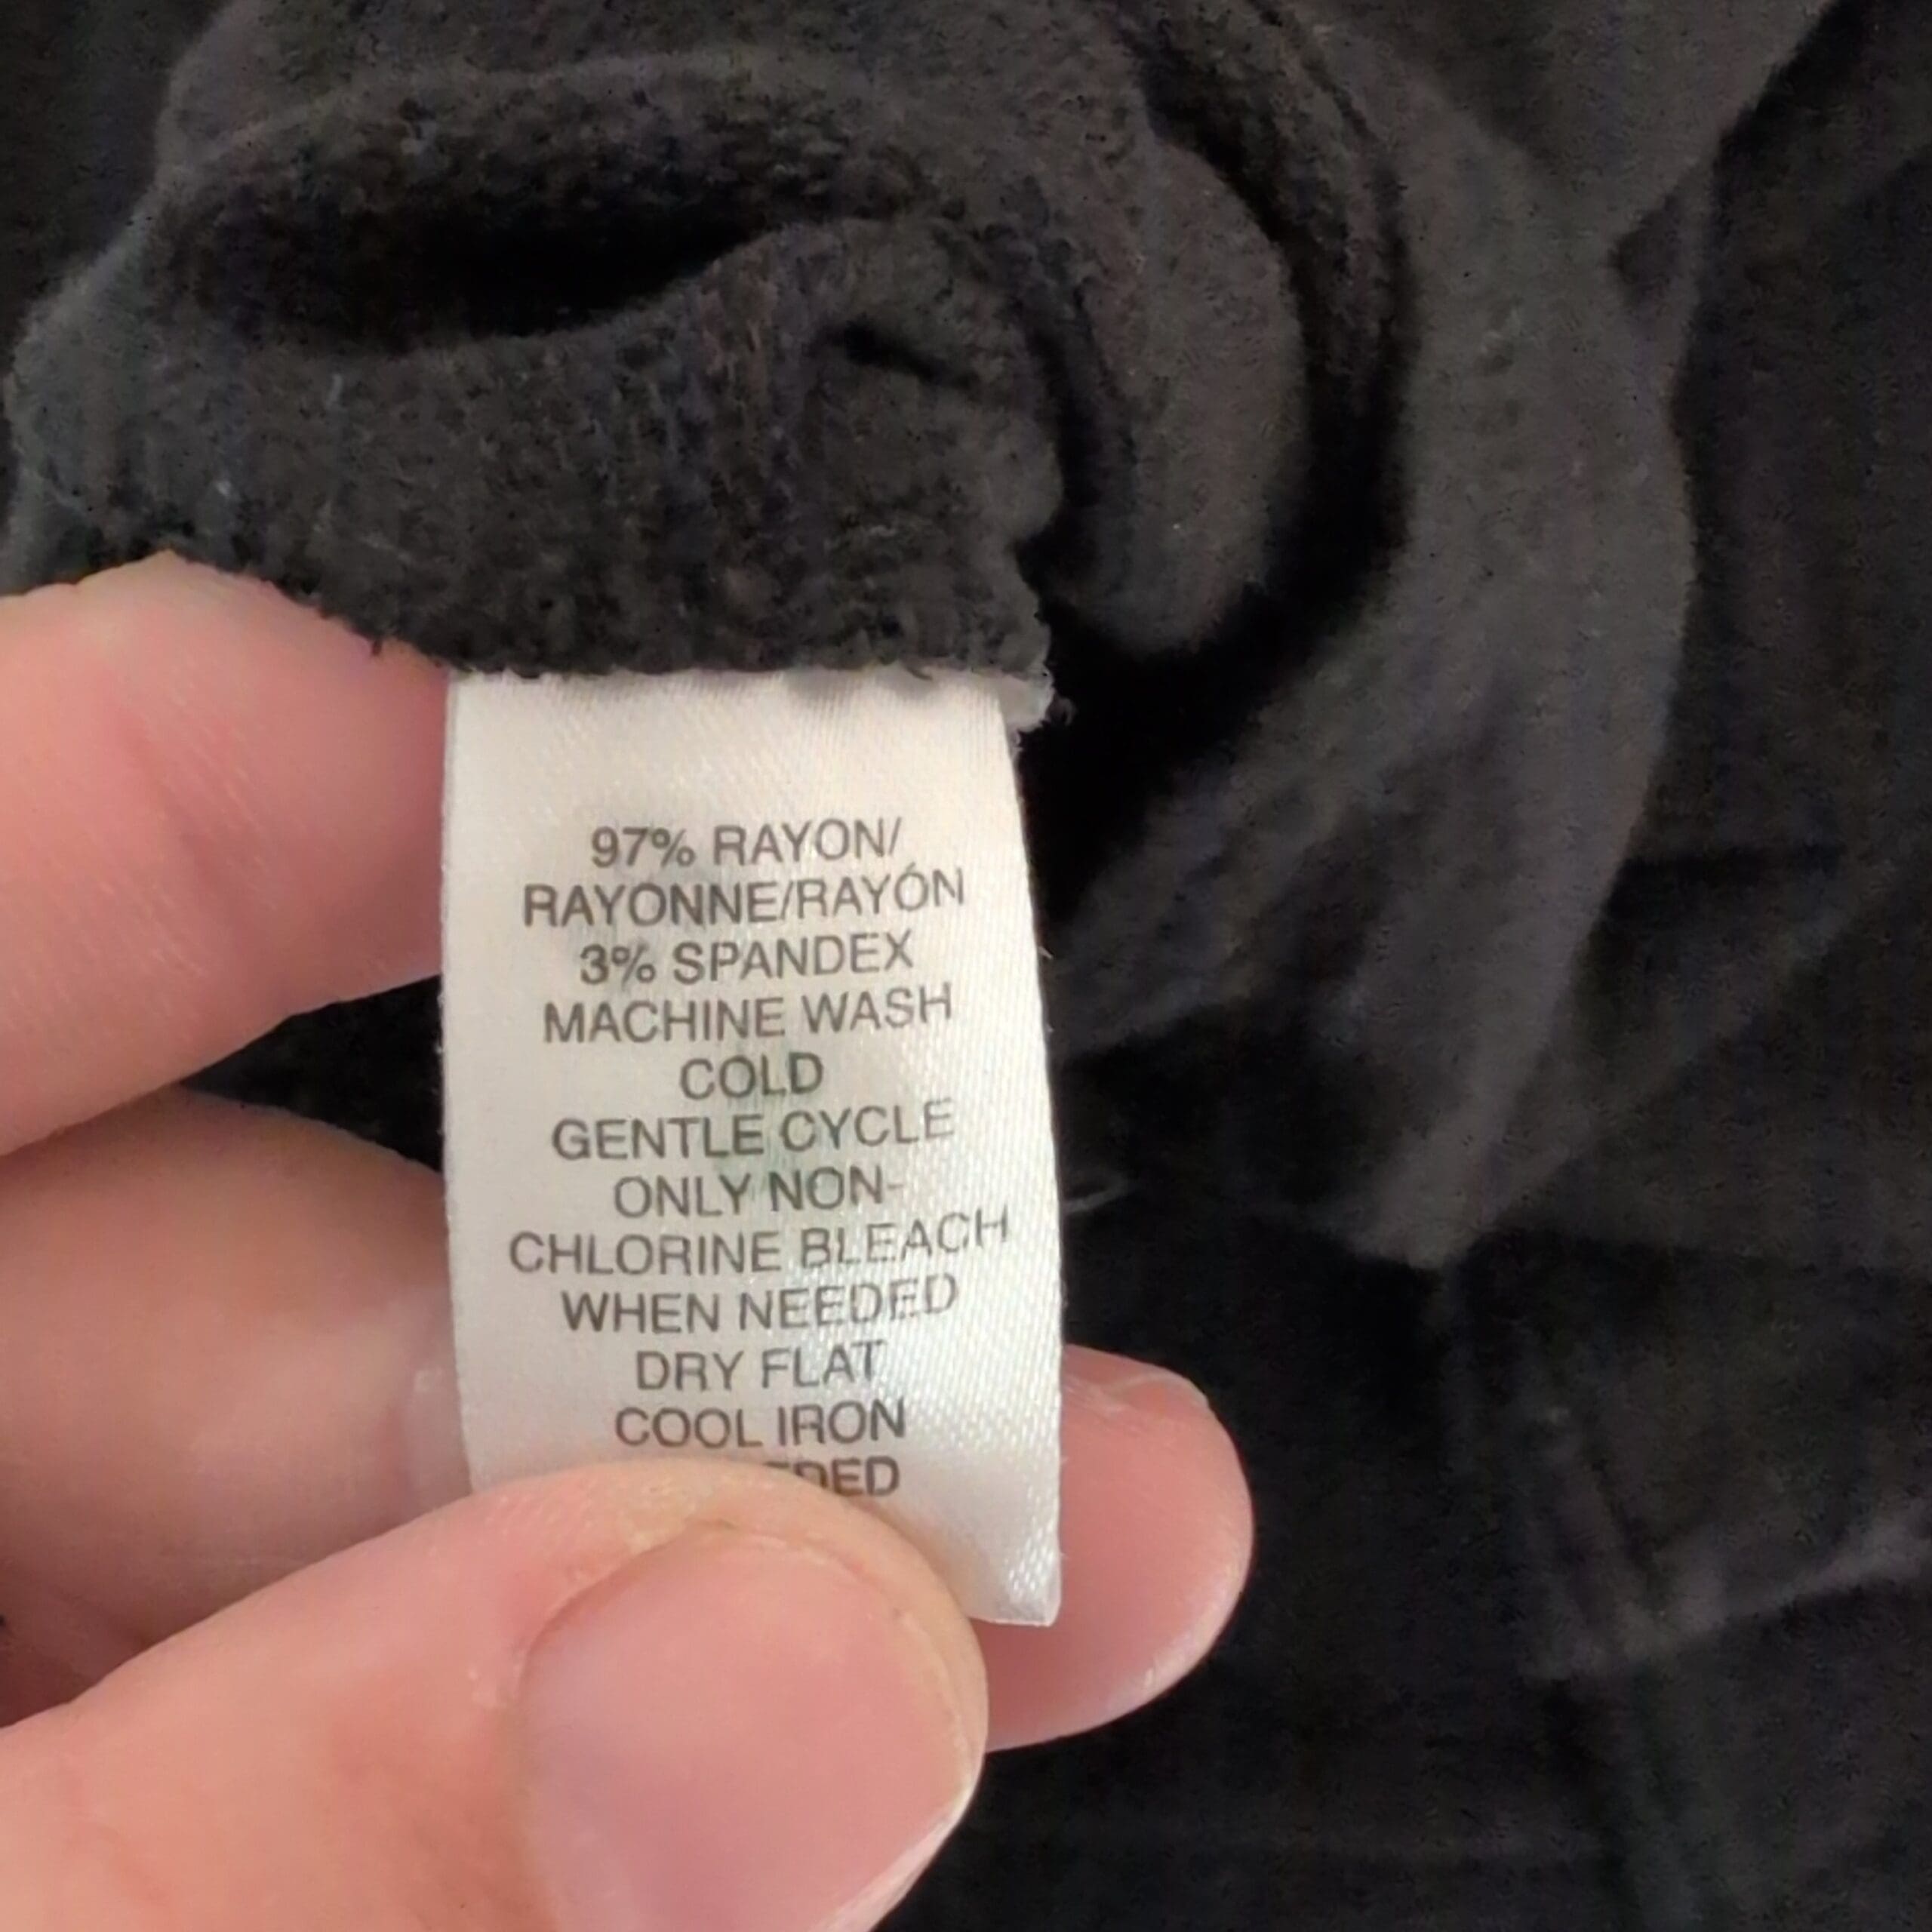 97% RAYON/
RAYONNE/RAYÓN
3% SPANDEX
MACHINE WASH
COLD
GENTLE CYCLE
ONLY NON-
CHLORINE BLEACH
WHEN NEEDED
DRY FLAT
COOL IRON